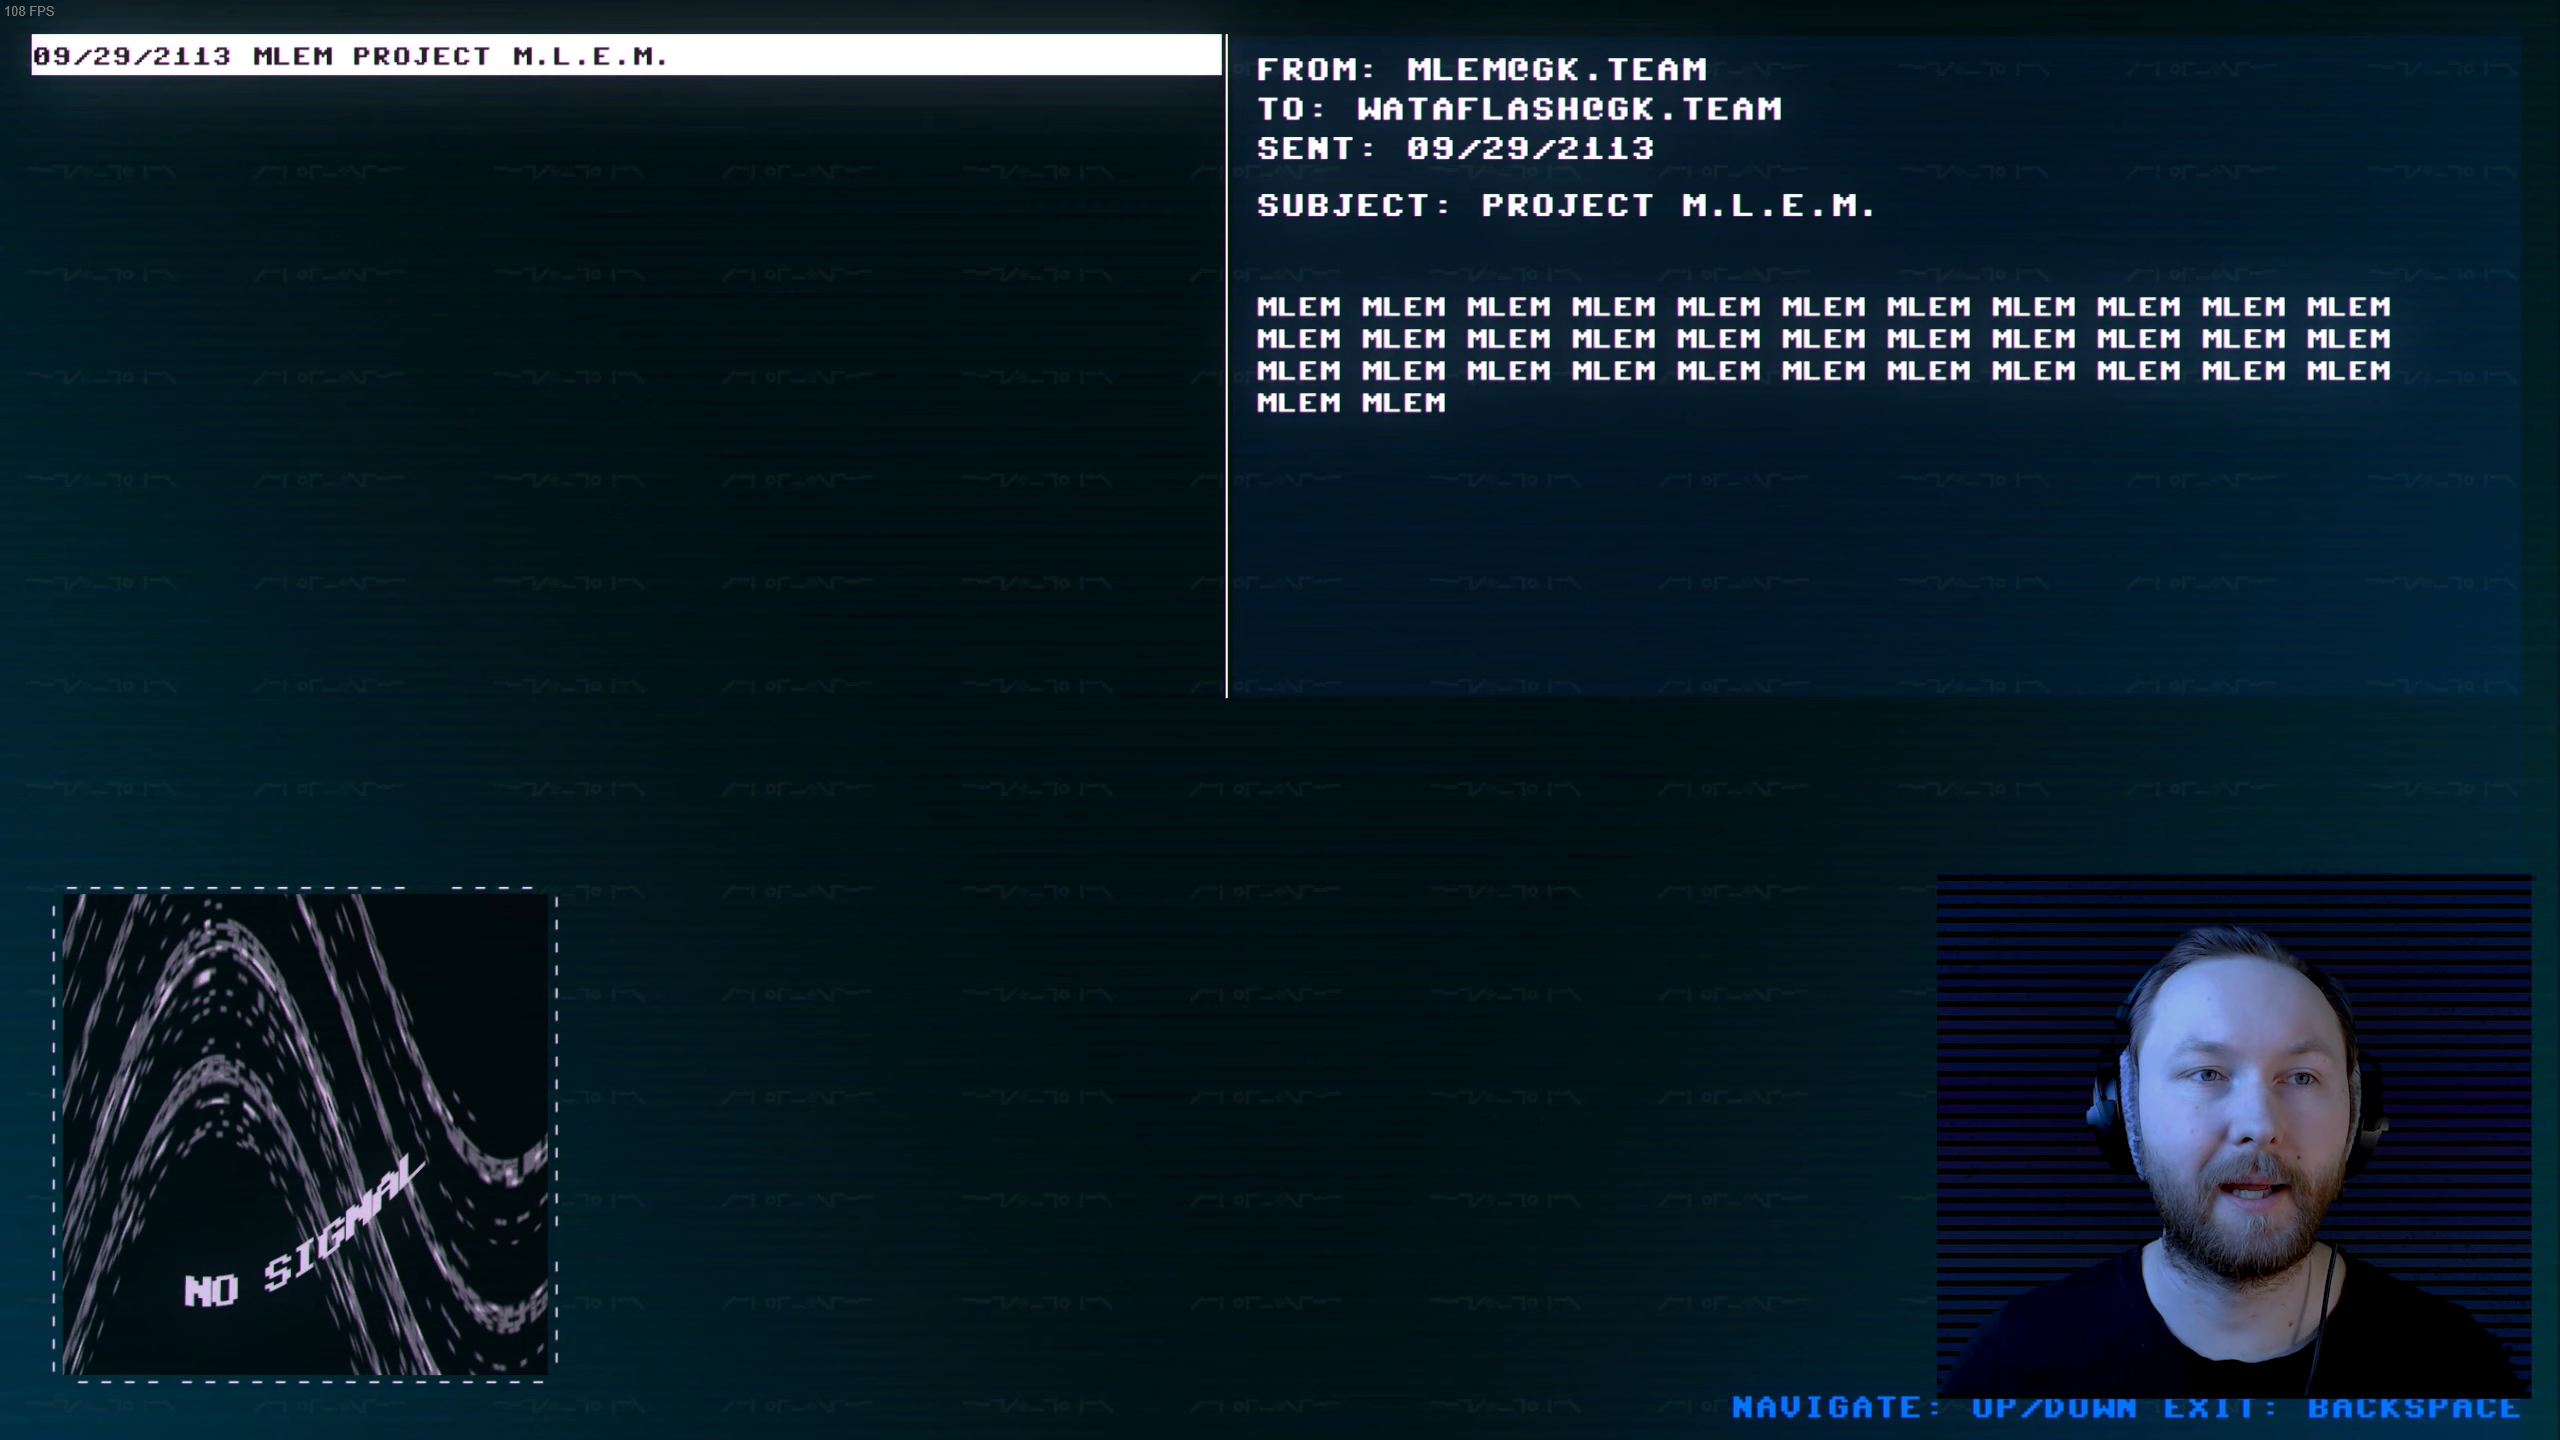 108 FPS
09/29/2113 MLEM PROJECT M.L.E.M.
FROM: MLEM@GK.TEAM
TO: WATAFLASH@GK.TEAM
SENT: 09/29/2113
SUBJECT: PROJECT M.L.E.M.
MLEM MLEM MLEM MLEM MLEM MLEM MLEM MLEM MLEM MLEM MLEM
MLEM MLEM MLEM MLEM MLEM MLEM MLEM MLEM MLEM MLEM MLEM
MLEM MLEM MLEM MLEM MLEM MLEM MLEM MLEM MLEM MLEM MLEM
MLEM MLEM
NO SIGNAL
NAVIGATE: UP/DOWN EXIT: BACKSPACE